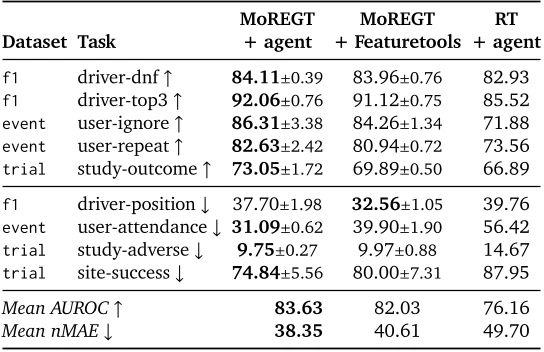 MoREGT MoREGT RT
Dataset Task + agent + Featuretools + agent
f1 driver-dnf ↑ 84.11±0.39 83.96±0.76 82.93
f1 driver-top3 ↑ 92.06±0.76 91.12±0.75 85.52
event user-ignore ↑ 86.31±3.38 84.26±1.34 71.88
event user-repeat ↑ 82.63±2.42 80.94±0.72 73.56
trial study-outcome ↑ 73.05±1.72 69.89±0.50 66.89
f1 driver-position ↓ 37.70±1.98 32.56±1.05 39.76
event user-attendance ↓ 31.09±0.62 39.90±1.90 56.42
trial study-adverse ↓ 9.75±0.27 9.97±0.88 14.67
trial site-success ↓ 74.84±5.56 80.00±7.31 87.95
Mean AUROC ↑ 83.63 82.03 76.16
Mean nMAE ↓ 38.35 40.61 49.70